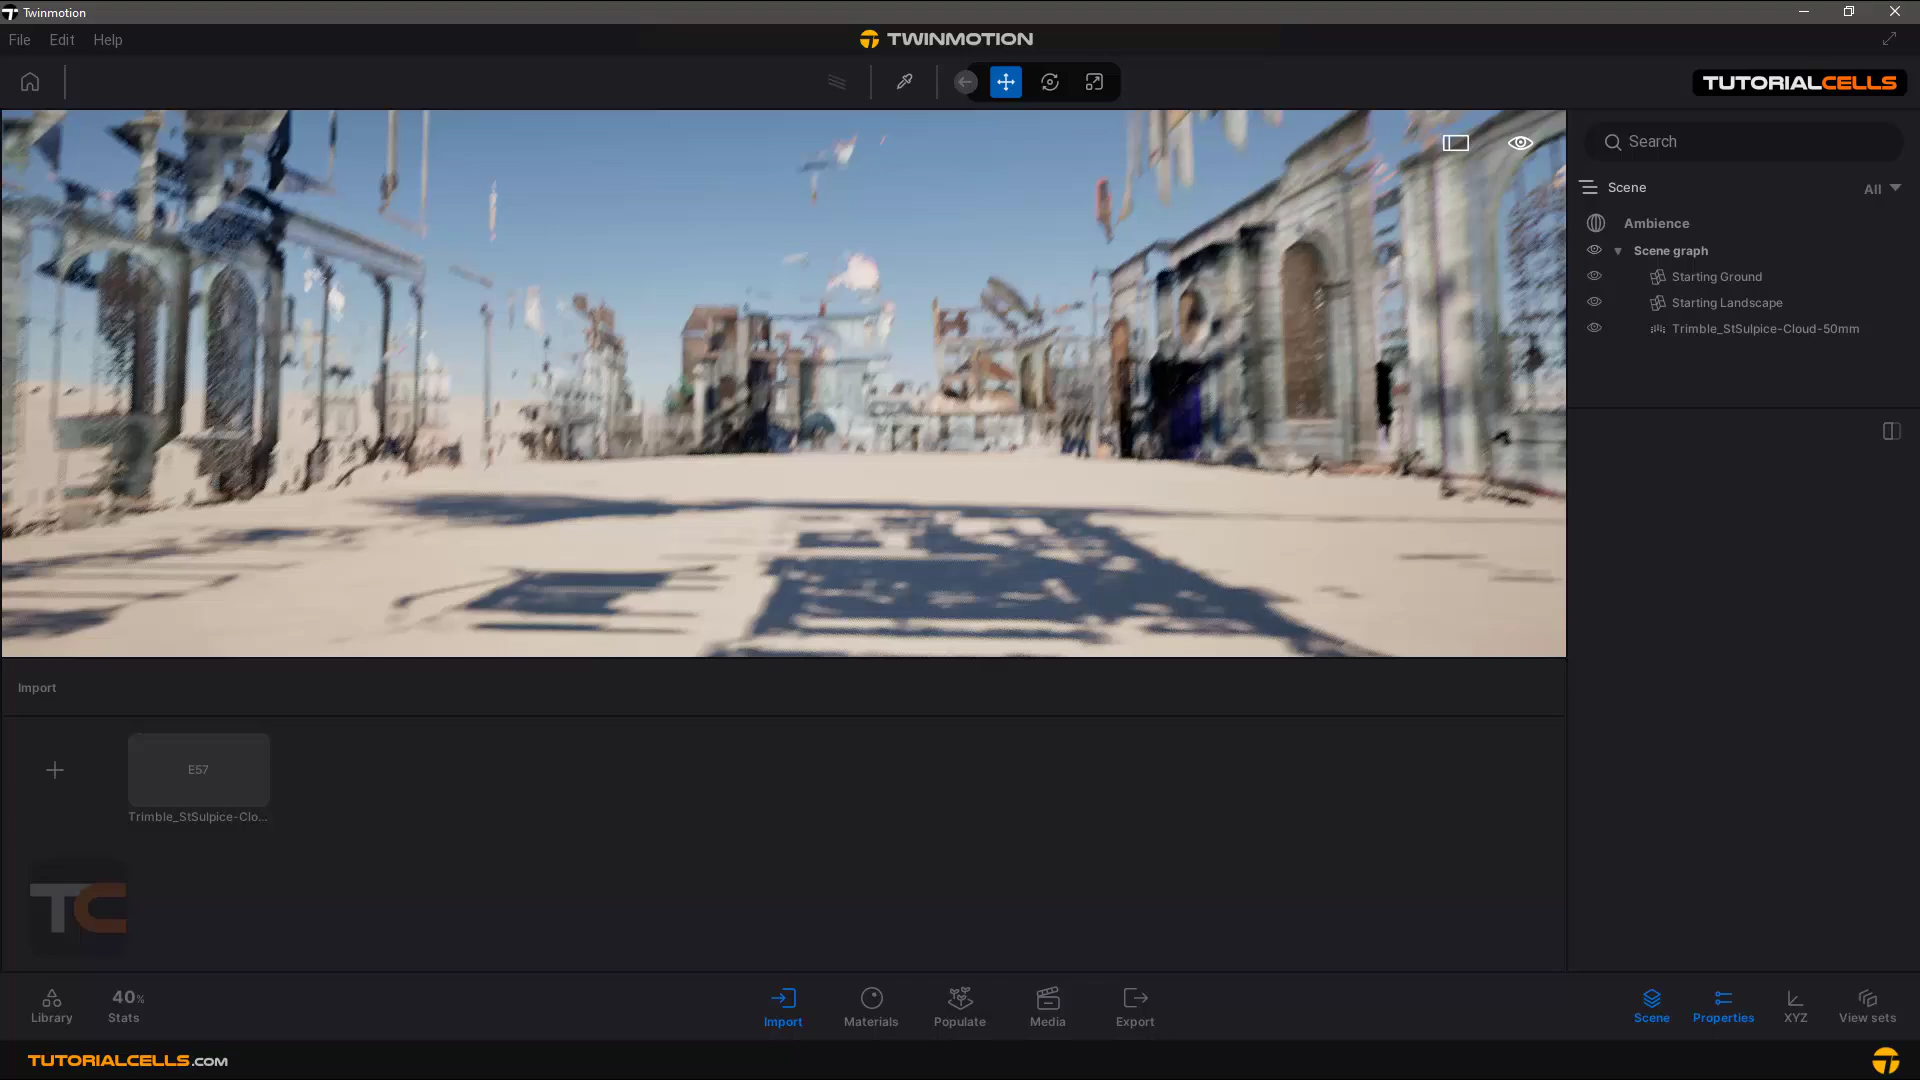 Twinmotion
File Edit Help
TWINMOTION
TUTORIALCELLS
Search
Scene All
Ambience
Scene graph
Starting Ground
Starting Landscape
Trimble_StSulpice-Cloud-50mm
Import
E57
Trimble_StSulpice-Clo...
TC
40%
Library Stats Import Materials Populate Media Export Scene Properties XYZ View sets
TUTORIALCELLS.COM